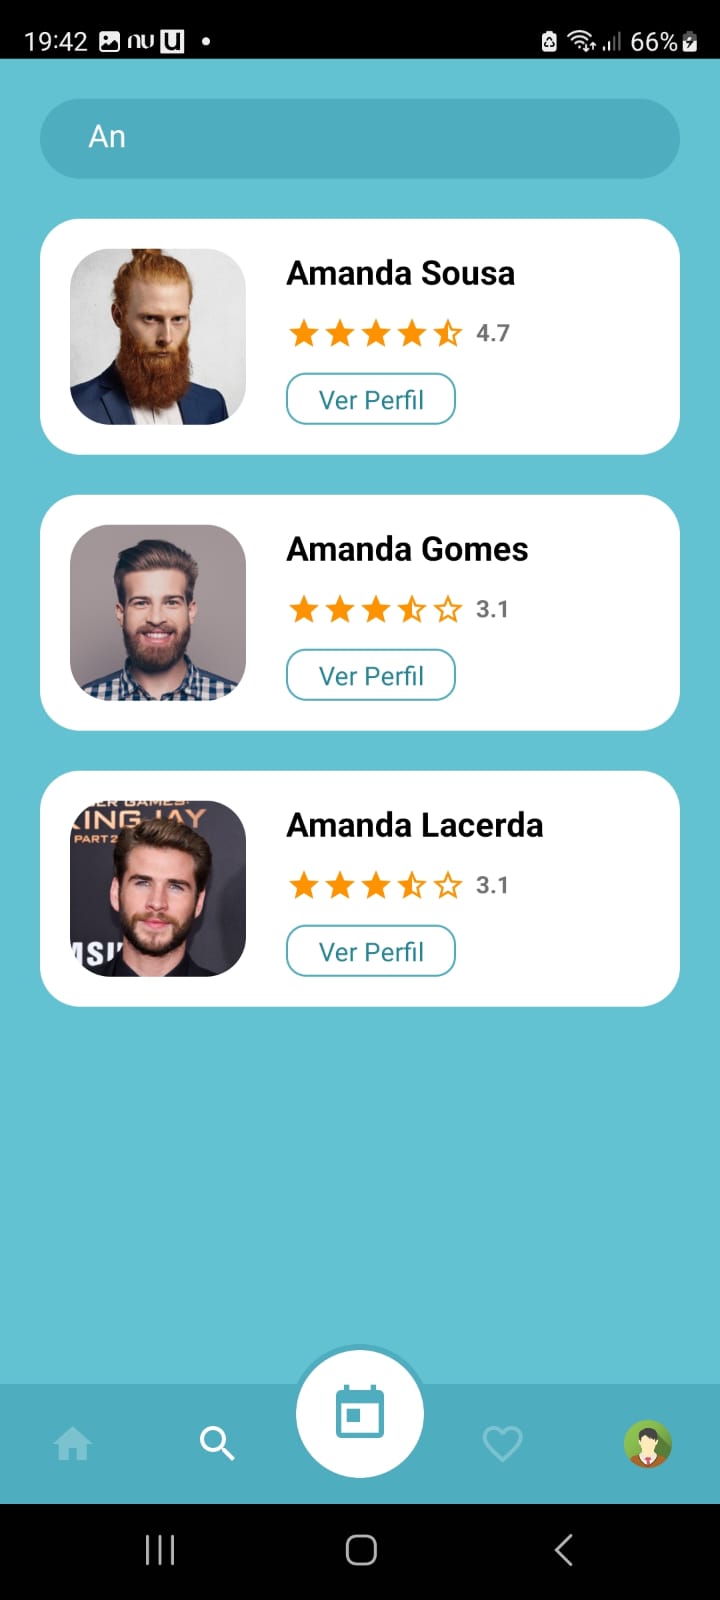 19:42 nu U 66%
An
Amanda Sousa
4.7
Ver Perfil
Amanda Gomes
3.1
Ver Perfil
KING JAY
PART 2
Amanda Lacerda
3.1
Ver Perfil